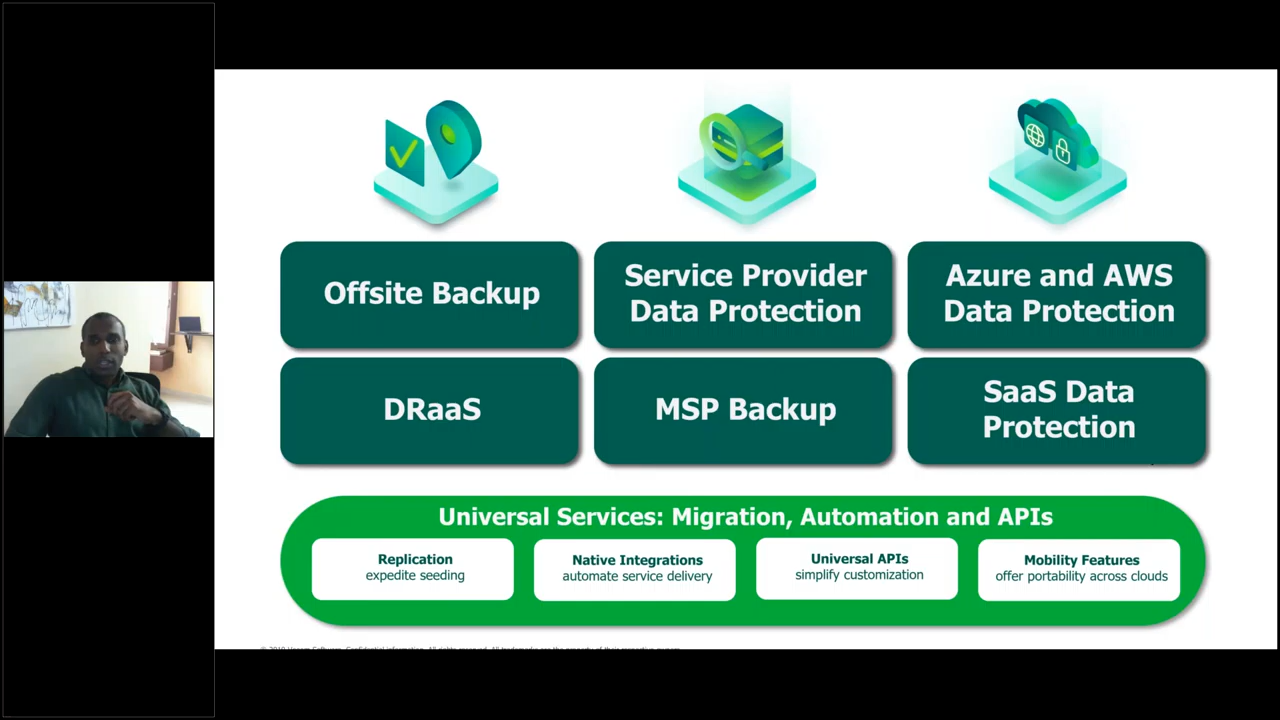 Offsite Backup
Service Provider
Data Protection
Azure and AWS
Data Protection
DRaaS
MSP Backup
SaaS Data
Protection
Universal Services: Migration, Automation and APIs
Replication
expedite seeding
Native Integrations
automate service delivery
Universal APIs
simplify customization
Mobility Features
offer portability across clouds